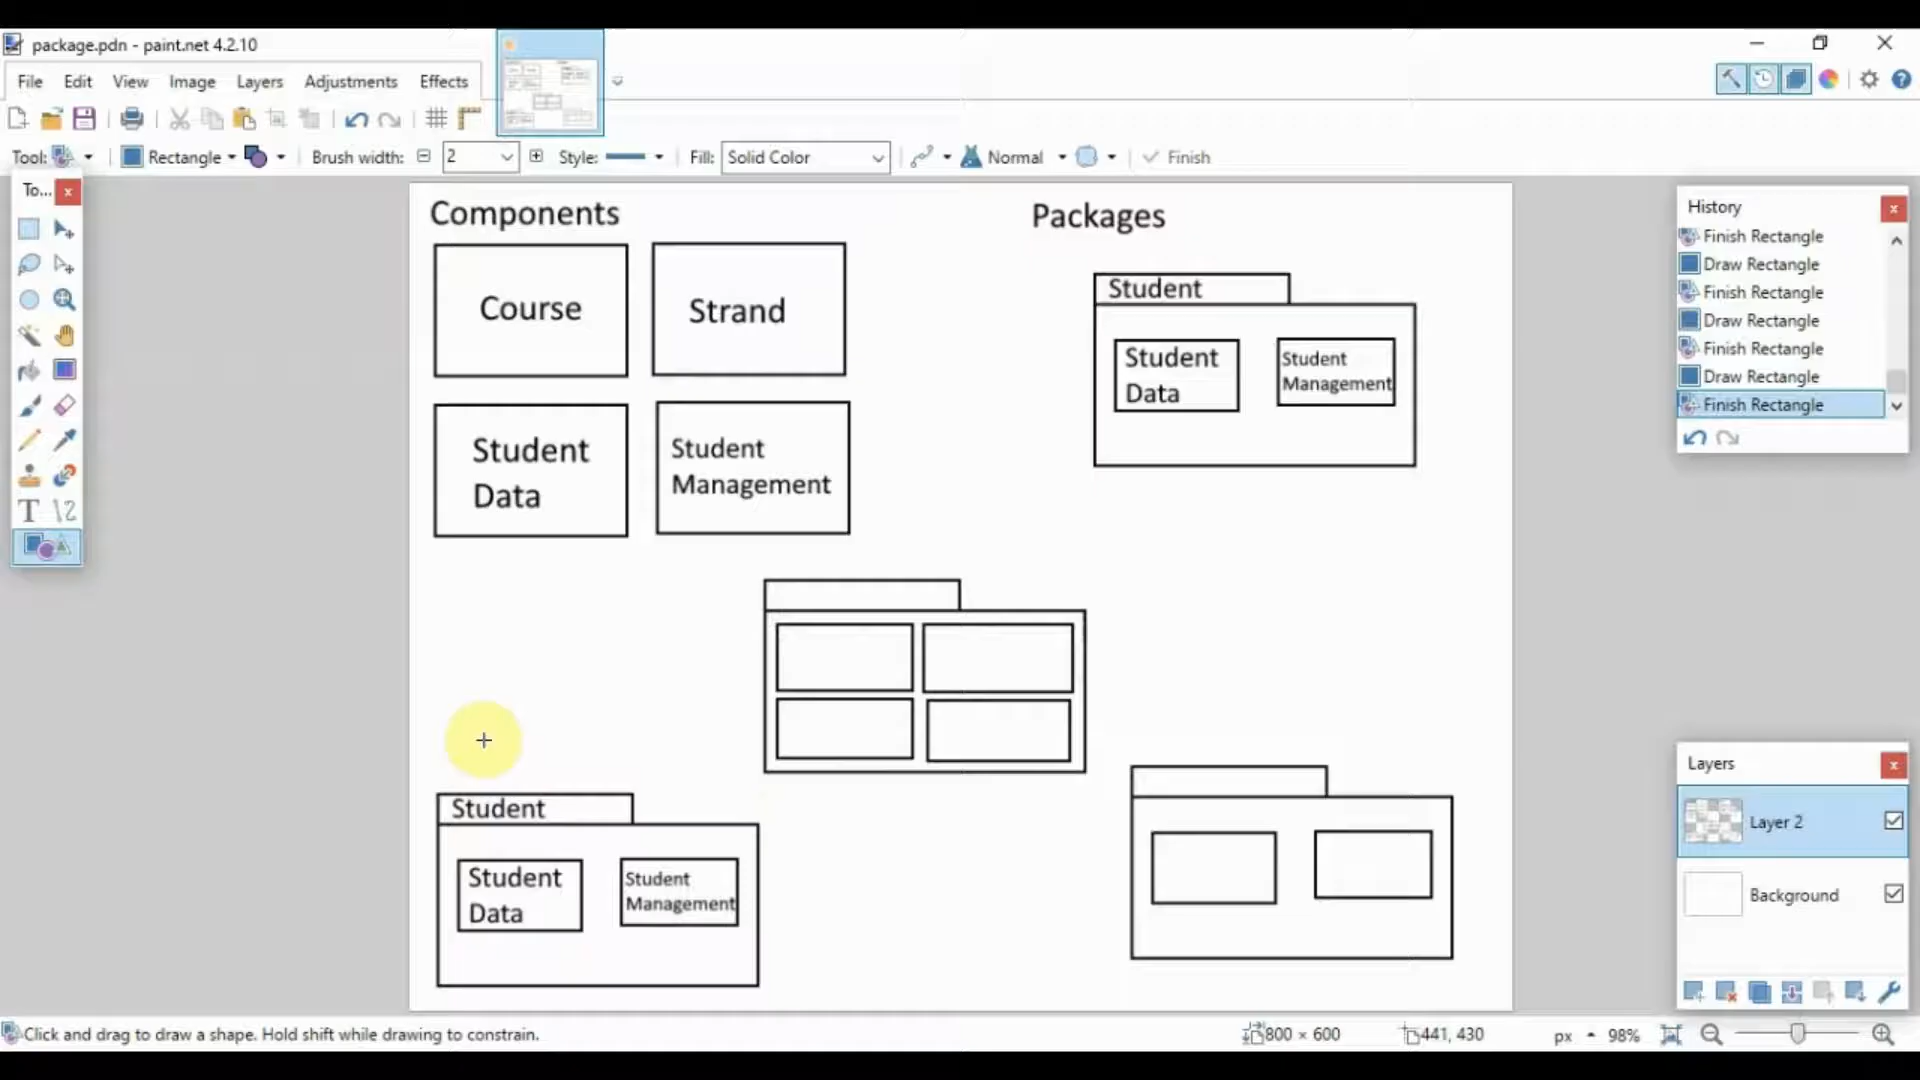 package.pdn - paint.net 4.2.10
File Edit View Image Layers Adjustments Effects
Tool: Rectangle Brush width: 2 Style: Fill: Solid Color Normal Finish
To...
Components
Course
Strand
Student
Data
Student
Management
Packages
Student
Student
Data
Student
Management
Student
Student
Data
Student
Management
History
Finish Rectangle
Draw Rectangle
Finish Rectangle
Draw Rectangle
Finish Rectangle
Draw Rectangle
Finish Rectangle
Layers
Layer 2
Background
Click and drag to draw a shape. Hold shift while drawing to constrain.
800 × 600
441, 430
px
98%